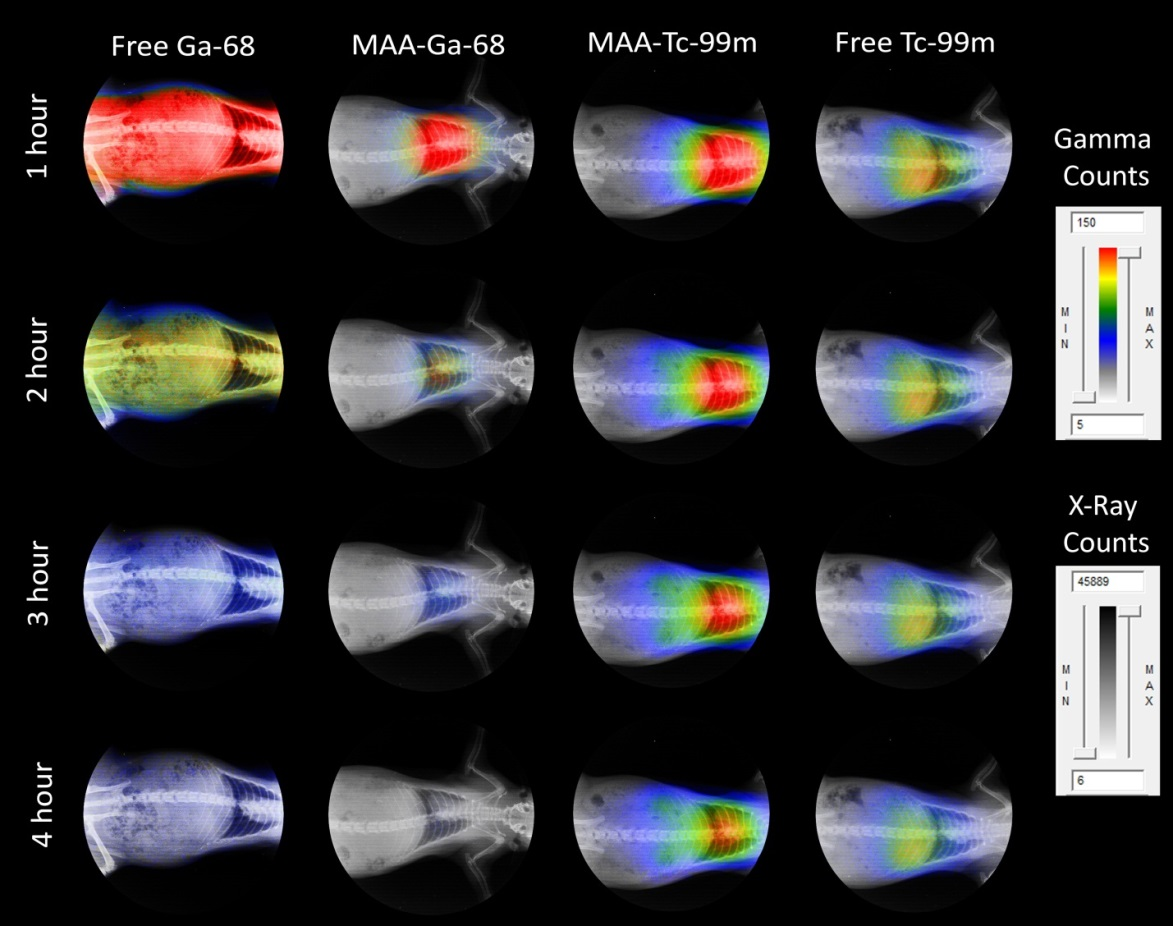 Free Ga-68
MAA-Ga-68
MAA-Tc-99m
Free Tc-99m
1 hour
2 hour
3 hour
4 hour
Gamma
Counts
150
MIN
MAX
5
X-Ray
Counts
45889
MIN
MAX
6